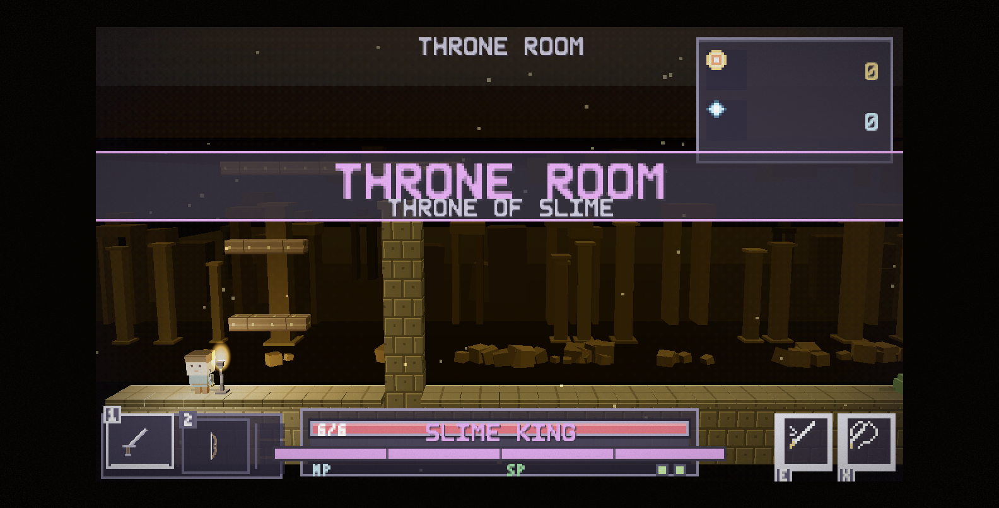 THRONE ROOM
0
0
THRONE ROOM
THRONE OF SLIME
1
2
6/6
SLIME KING
MP
SP
E